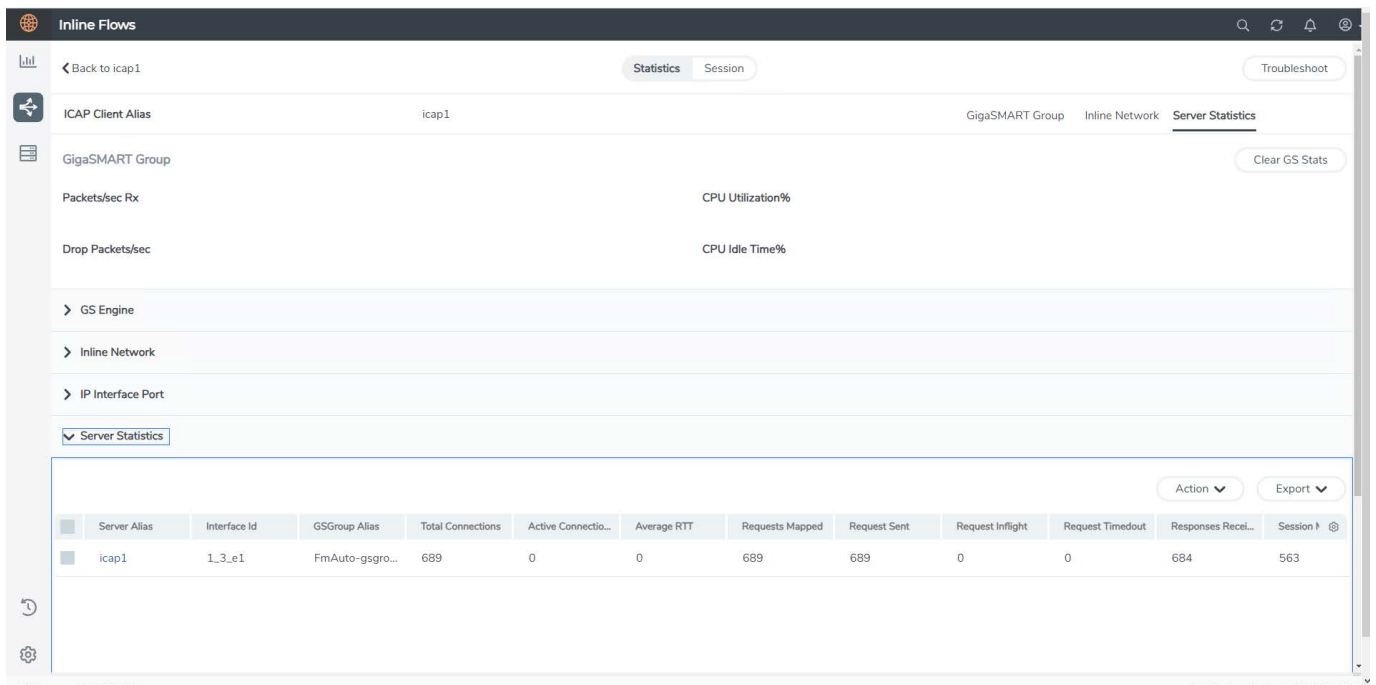 Inline Flows
Back to icap1
Statistics Session
Troubleshoot
ICAP Client Alias icap1 GigaSMART Group Inline Network Server Statistics
GigaSMART Group
Clear GS Stats
Packets/sec Rx CPU Utilization%
Drop Packets/sec CPU Idle Time%
GS Engine
Inline Network
IP Interface Port
Server Statistics
Action Export
Server Alias Interface Id GSGroup Alias Total Connections Active Connectio... Average RTT Requests Mapped Request Sent Request Inflight Request Timedout Responses Recei... Session
icap1 1_3_e1 FmAuto-gsgro... 689 0 0 689 689 0 0 684 563